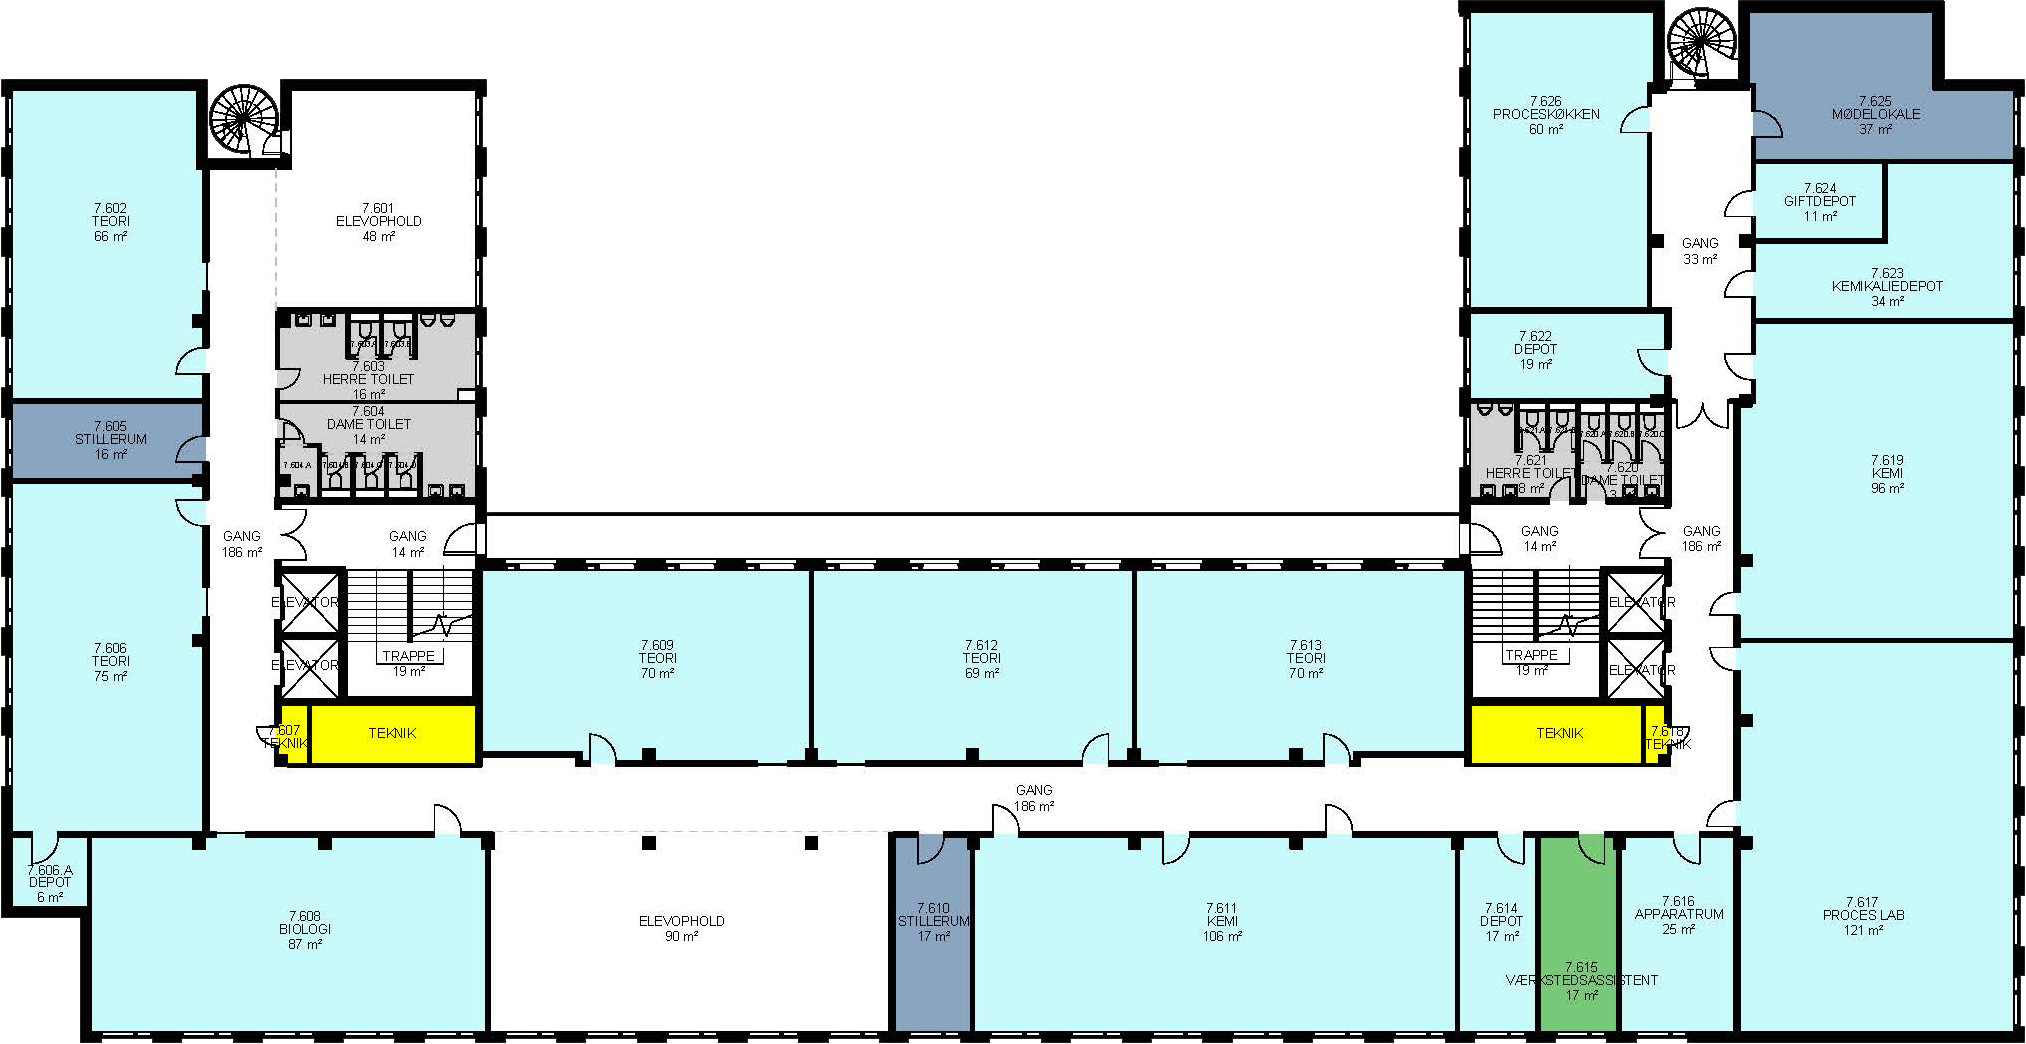 7.626
PROCESKØKKEN
60 m²
7.625
MØDELOKALE
37 m²
7.624
GIFTDEPOT
11 m²
7.602
TEORI
66 m²
7.601
ELEVOPHOLD
48 m²
GANG
33 m²
7.623
KEMIKALIEDEPOT
34 m²
7.603.A
7.603.B
7.603
HERRE TOILET
16 m²
7.622
DEPOT
19 m²
7.604
DAME TOILET
14 m²
7.604.A
7.604.B
7.604.C
7.604.D
7.605
STILLERUM
16 m²
7.621.A
7.620.A
7.620.B
7.620.C
7.621
HERRE TOILET
8 m²
7.620
DAME TOILET
7.619
KEMI
96 m²
GANG
186 m²
GANG
14 m²
GANG
14 m²
GANG
186 m²
ELEVATOR
ELEVATOR
ELEVATOR
ELEVATOR
7.606
TEORI
75 m²
TRAPPE
19 m²
7.609
TEORI
70 m²
7.612
TEORI
69 m²
7.613
TEORI
70 m²
TRAPPE
19 m²
7.607
TEKNIK
TEKNIK
TEKNIK
7.618
TEKNIK
GANG
186 m²
7.606.A
DEPOT
6 m²
7.608
BIOLOGI
87 m²
ELEVOPHOLD
90 m²
7.610
STILLERUM
17 m²
7.611
KEMI
106 m²
7.614
DEPOT
17 m²
7.615
VÆRKSTEDSASSISTENT
17 m²
7.616
APPARATRUM
25 m²
7.617
PROCES LAB
121 m²